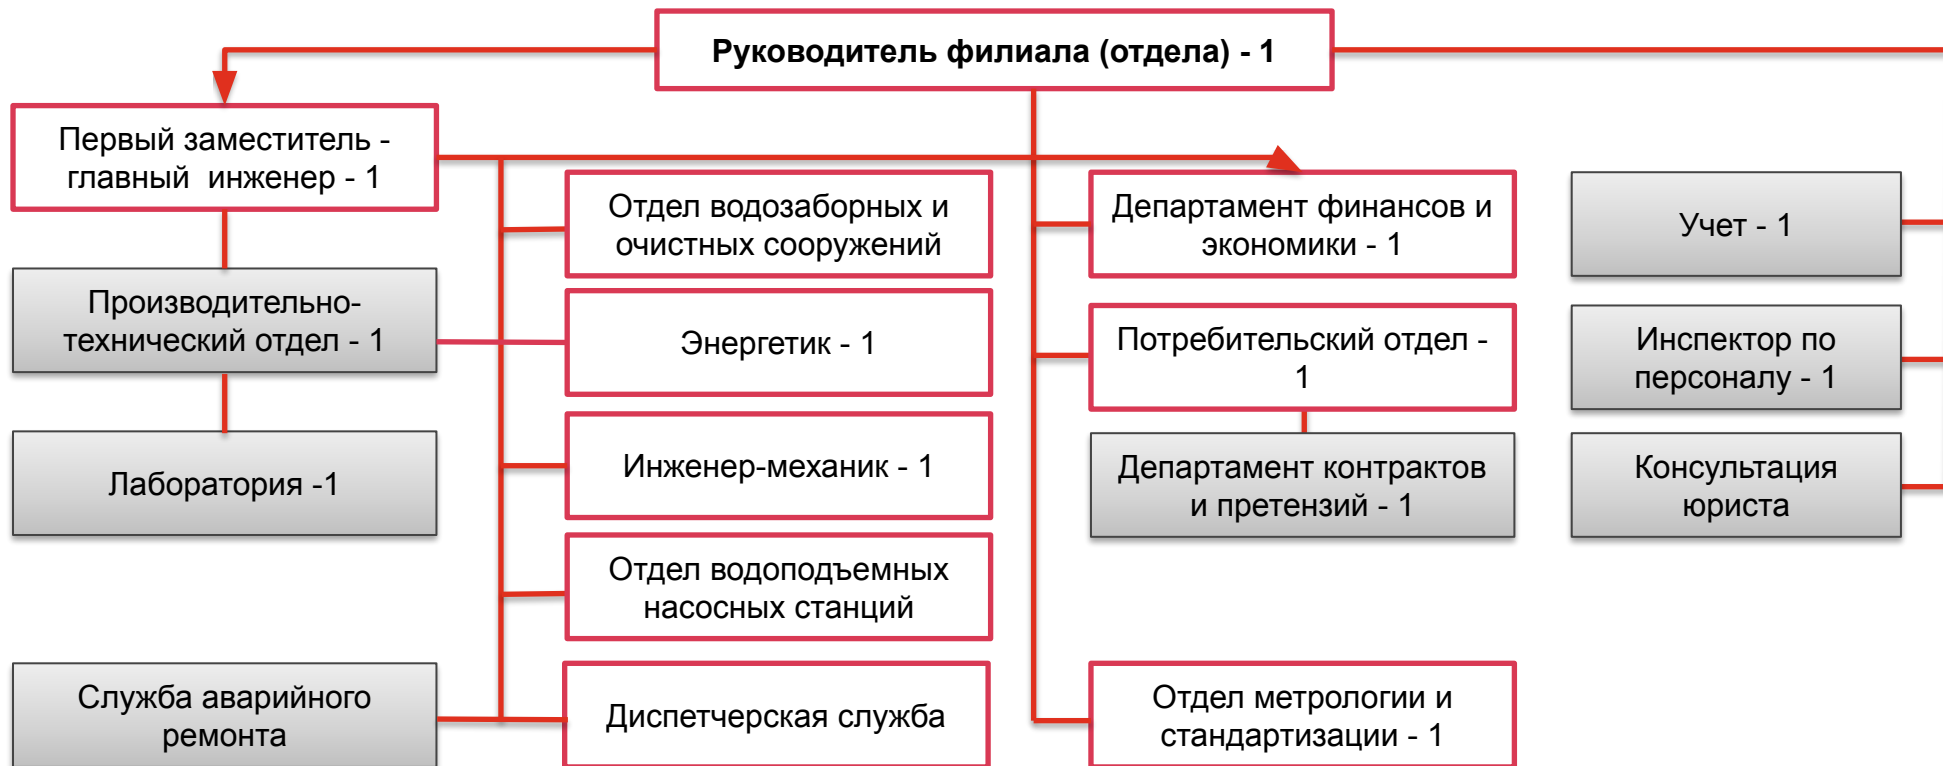 Руководитель филиала (отдела) - 1
Первый заместитель -
главный инженер - 1
Производительно-
технический отдел - 1
Лаборатория -1
Служба аварийного
ремонта
Отдел водозаборных и
очистных сооружений
Энергетик - 1
Инженер-механик - 1
Отдел водоподъемных
насосных станций
Диспетчерская служба
Департамент финансов и
экономики - 1
Потребительский отдел -
1
Департамент контрактов
и претензий - 1
Отдел метрологии и
стандартизации - 1
Учет - 1
Инспектор по
персоналу - 1
Консультация
юриста